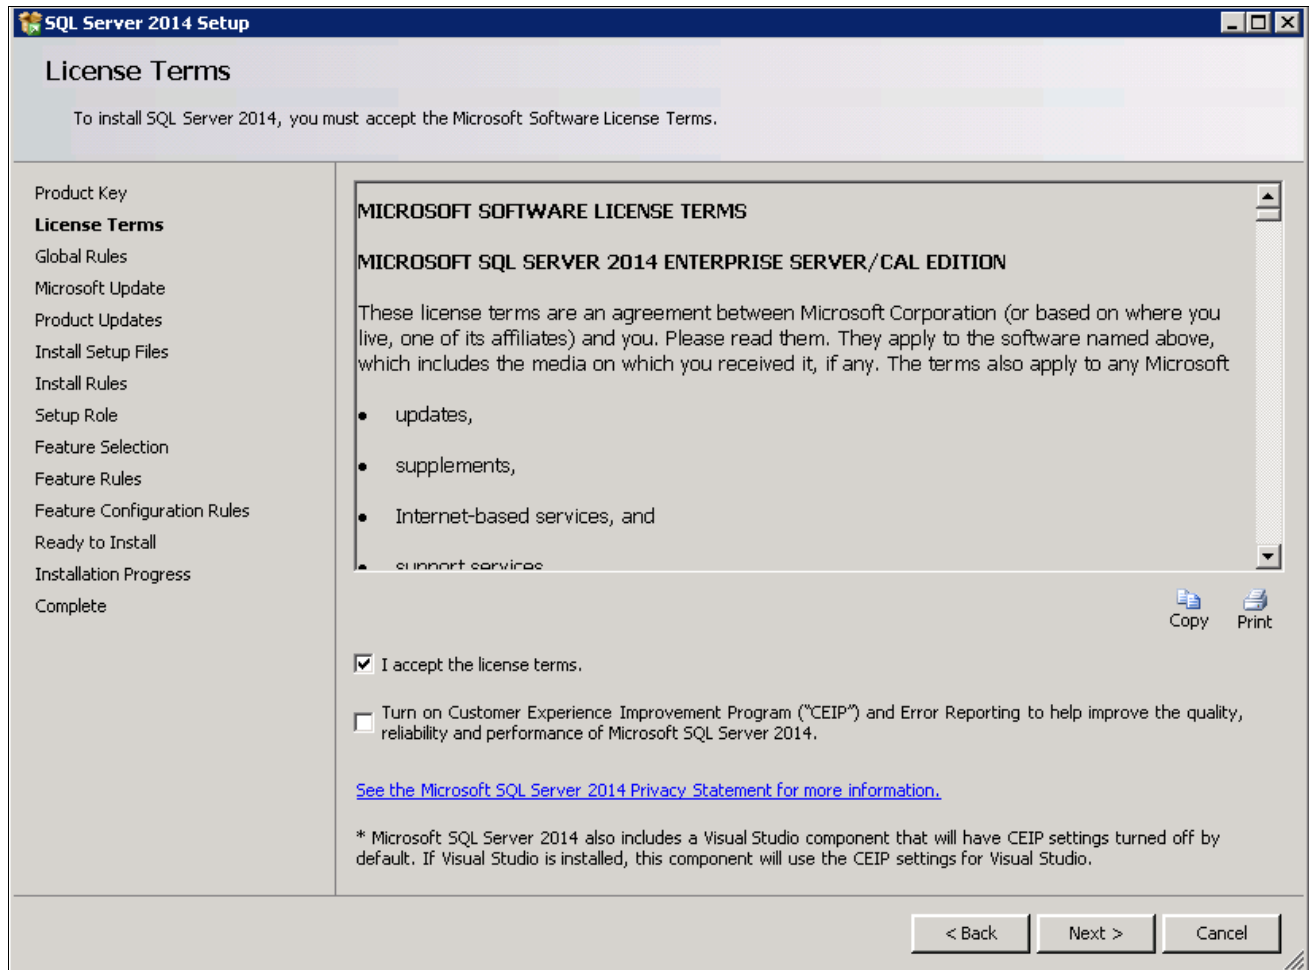 SQL Server 2014 Setup
License Terms
To install SQL Server 2014, you must accept the Microsoft Software License Terms.
Product Key
License Terms
Global Rules
Microsoft Update
Product Updates
Install Setup Files
Install Rules
Setup Role
Feature Selection
Feature Rules
Feature Configuration Rules
Ready to Install
Installation Progress
Complete
MICROSOFT SOFTWARE LICENSE TERMS
MICROSOFT SQL SERVER 2014 ENTERPRISE SERVER/CAL EDITION
These license terms are an agreement between Microsoft Corporation (or based on where you
live, one of its affiliates) and you. Please read them. They apply to the software named above,
which includes the media on which you received it, if any. The terms also apply to any Microsoft
• updates,
• supplements,
• Internet-based services, and
• support services
Copy
Print
I accept the license terms.
Turn on Customer Experience Improvement Program ("CEIP") and Error Reporting to help improve the quality,
reliability and performance of Microsoft SQL Server 2014.
See the Microsoft SQL Server 2014 Privacy Statement for more information.
* Microsoft SQL Server 2014 also includes a Visual Studio component that will have CEIP settings turned off by
default. If Visual Studio is installed, this component will use the CEIP settings for Visual Studio.
< Back
Next >
Cancel